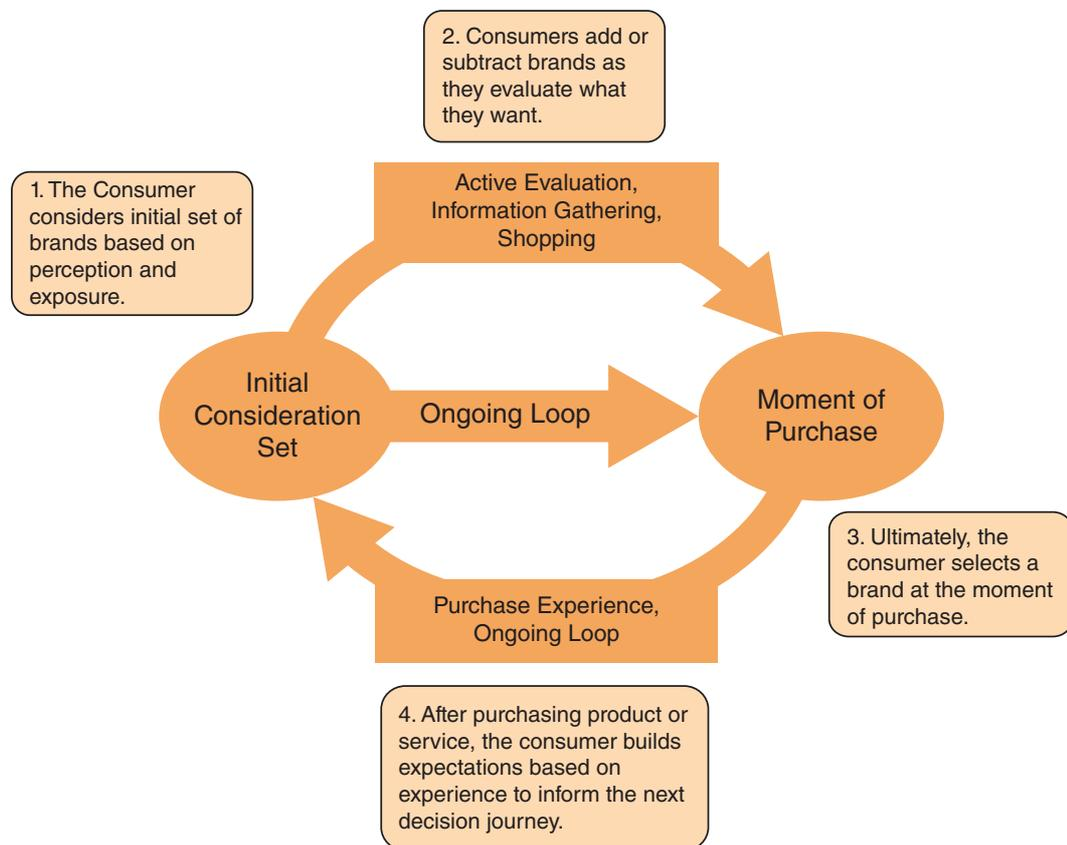 2. Consumers add or
subtract brands as
they evaluate what
they want.
1. The Consumer
considers initial set of
brands based on
perception and
exposure.
Active Evaluation,
Information Gathering,
Shopping
Initial
Consideration
Set
Ongoing Loop
Moment of
Purchase
3. Ultimately, the
consumer selects a
brand at the moment
of purchase.
Purchase Experience,
Ongoing Loop
4. After purchasing product or
service, the consumer builds
expectations based on
experience to inform the next
decision journey.